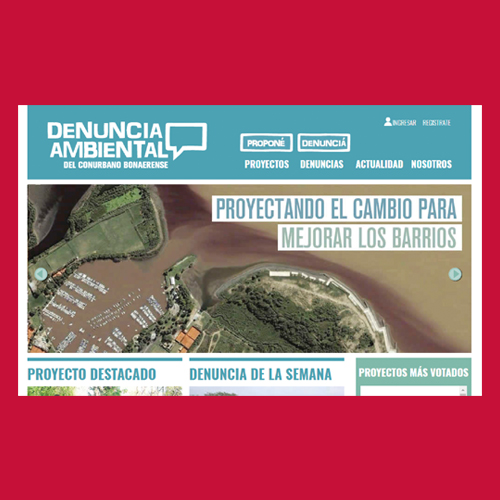 DENUNCIA
AMBIENTAL
DEL CONURBANO BONAERENSE
INGRESAR REGISTRATE
PROPONÉ DENUNCIÁ
PROYECTOS DENUNCIAS ACTUALIDAD NOSOTROS
PROYECTANDO EL CAMBIO PARA
MEJORAR LOS BARRIOS
PROYECTO DESTACADO
DENUNCIA DE LA SEMANA
PROYECTOS MÁS VOTADOS